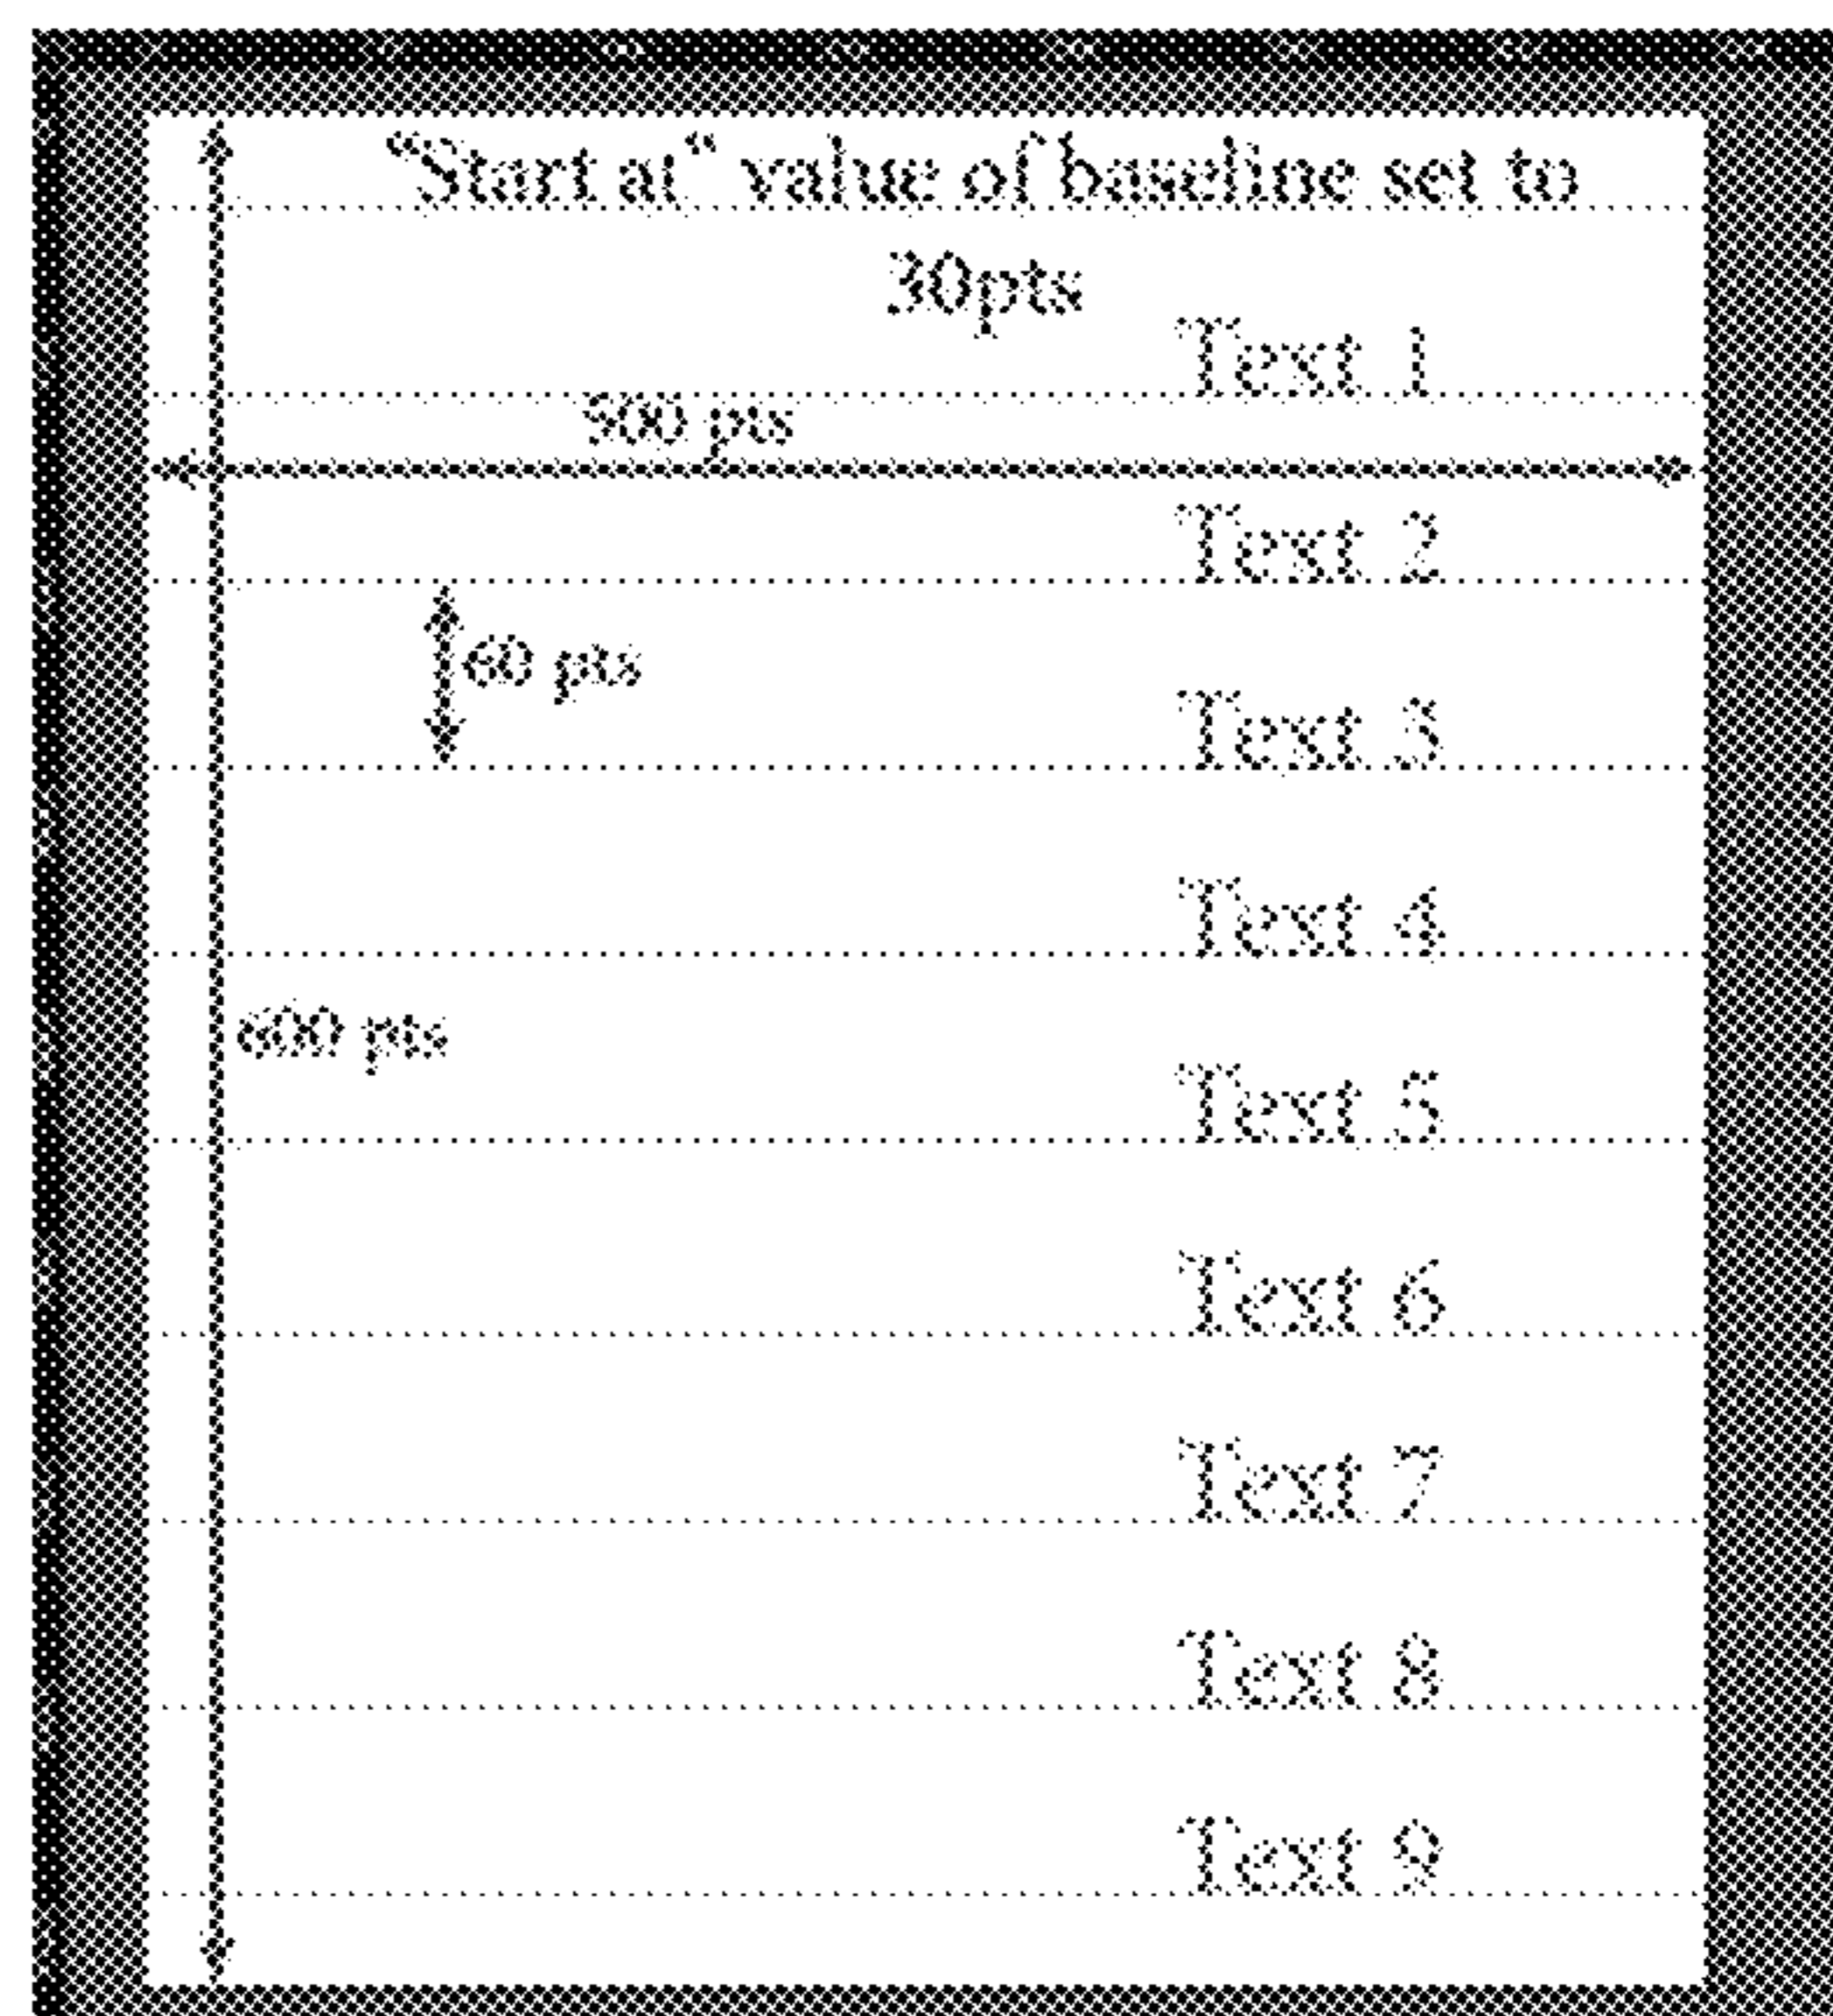 “Start at“ value of baseline set to
30pts
Text 1
500 pts
Text 2
60 pts
Text 3
Text 4
600 pts
Text 5
Text 6
Text 7
Text 8
Text 9